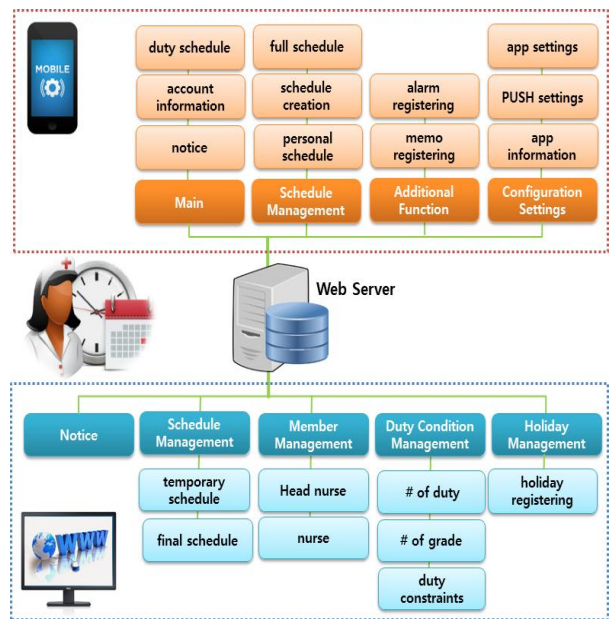 MOBILE
duty schedule
full schedule
app settings
account
information
schedule
creation
alarm
registering
PUSH settings
notice
personal
schedule
memo
registering
app
information
Main
Schedule
Management
Additional
Function
Configuration
Settings
Web Server
Notice
Schedule
Management
Member
Management
Duty Condition
Management
Holiday
Management
temporary
schedule
Head nurse
# of duty
holiday
registering
final schedule
nurse
# of grade
duty
constraints
WWW